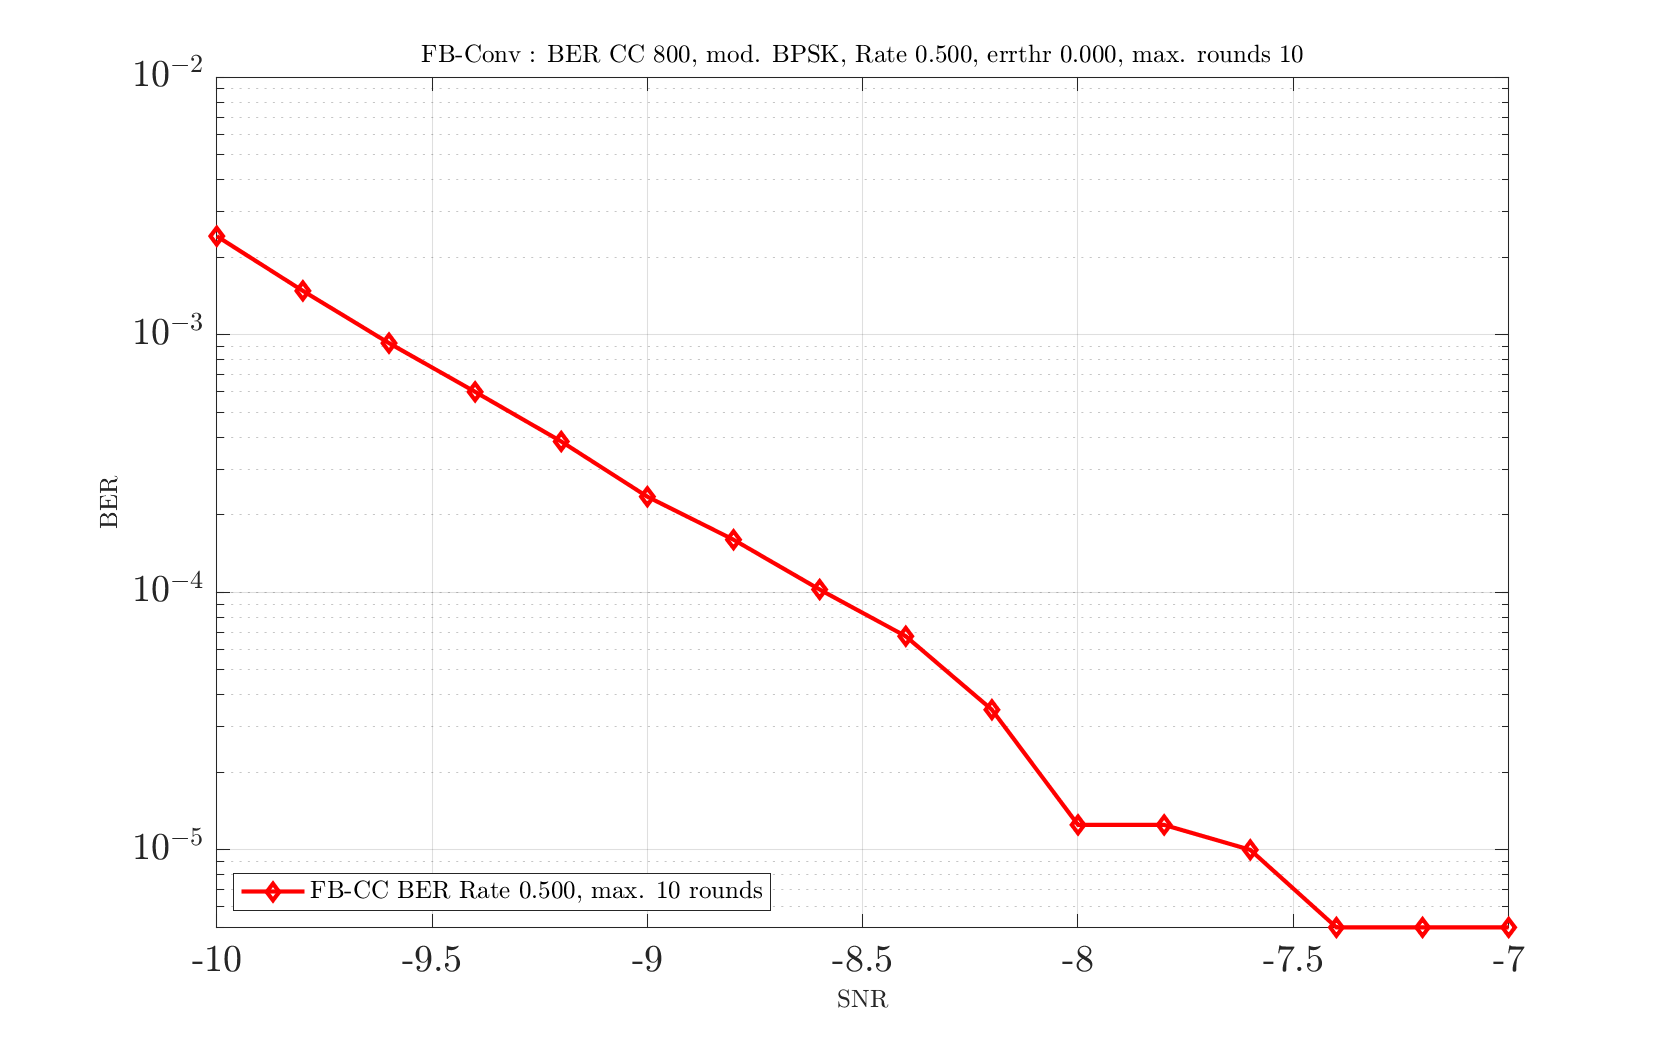 FB-Conv : BER CC 800, mod. BPSK, Rate 0.500, errthr 0.000, max. rounds 10
10⁻²
10⁻³
10⁻⁴
10⁻⁵
BER
FB-CC BER Rate 0.500, max. 10 rounds
-10 -9.5 -9 -8.5 -8 -7.5 -7
SNR